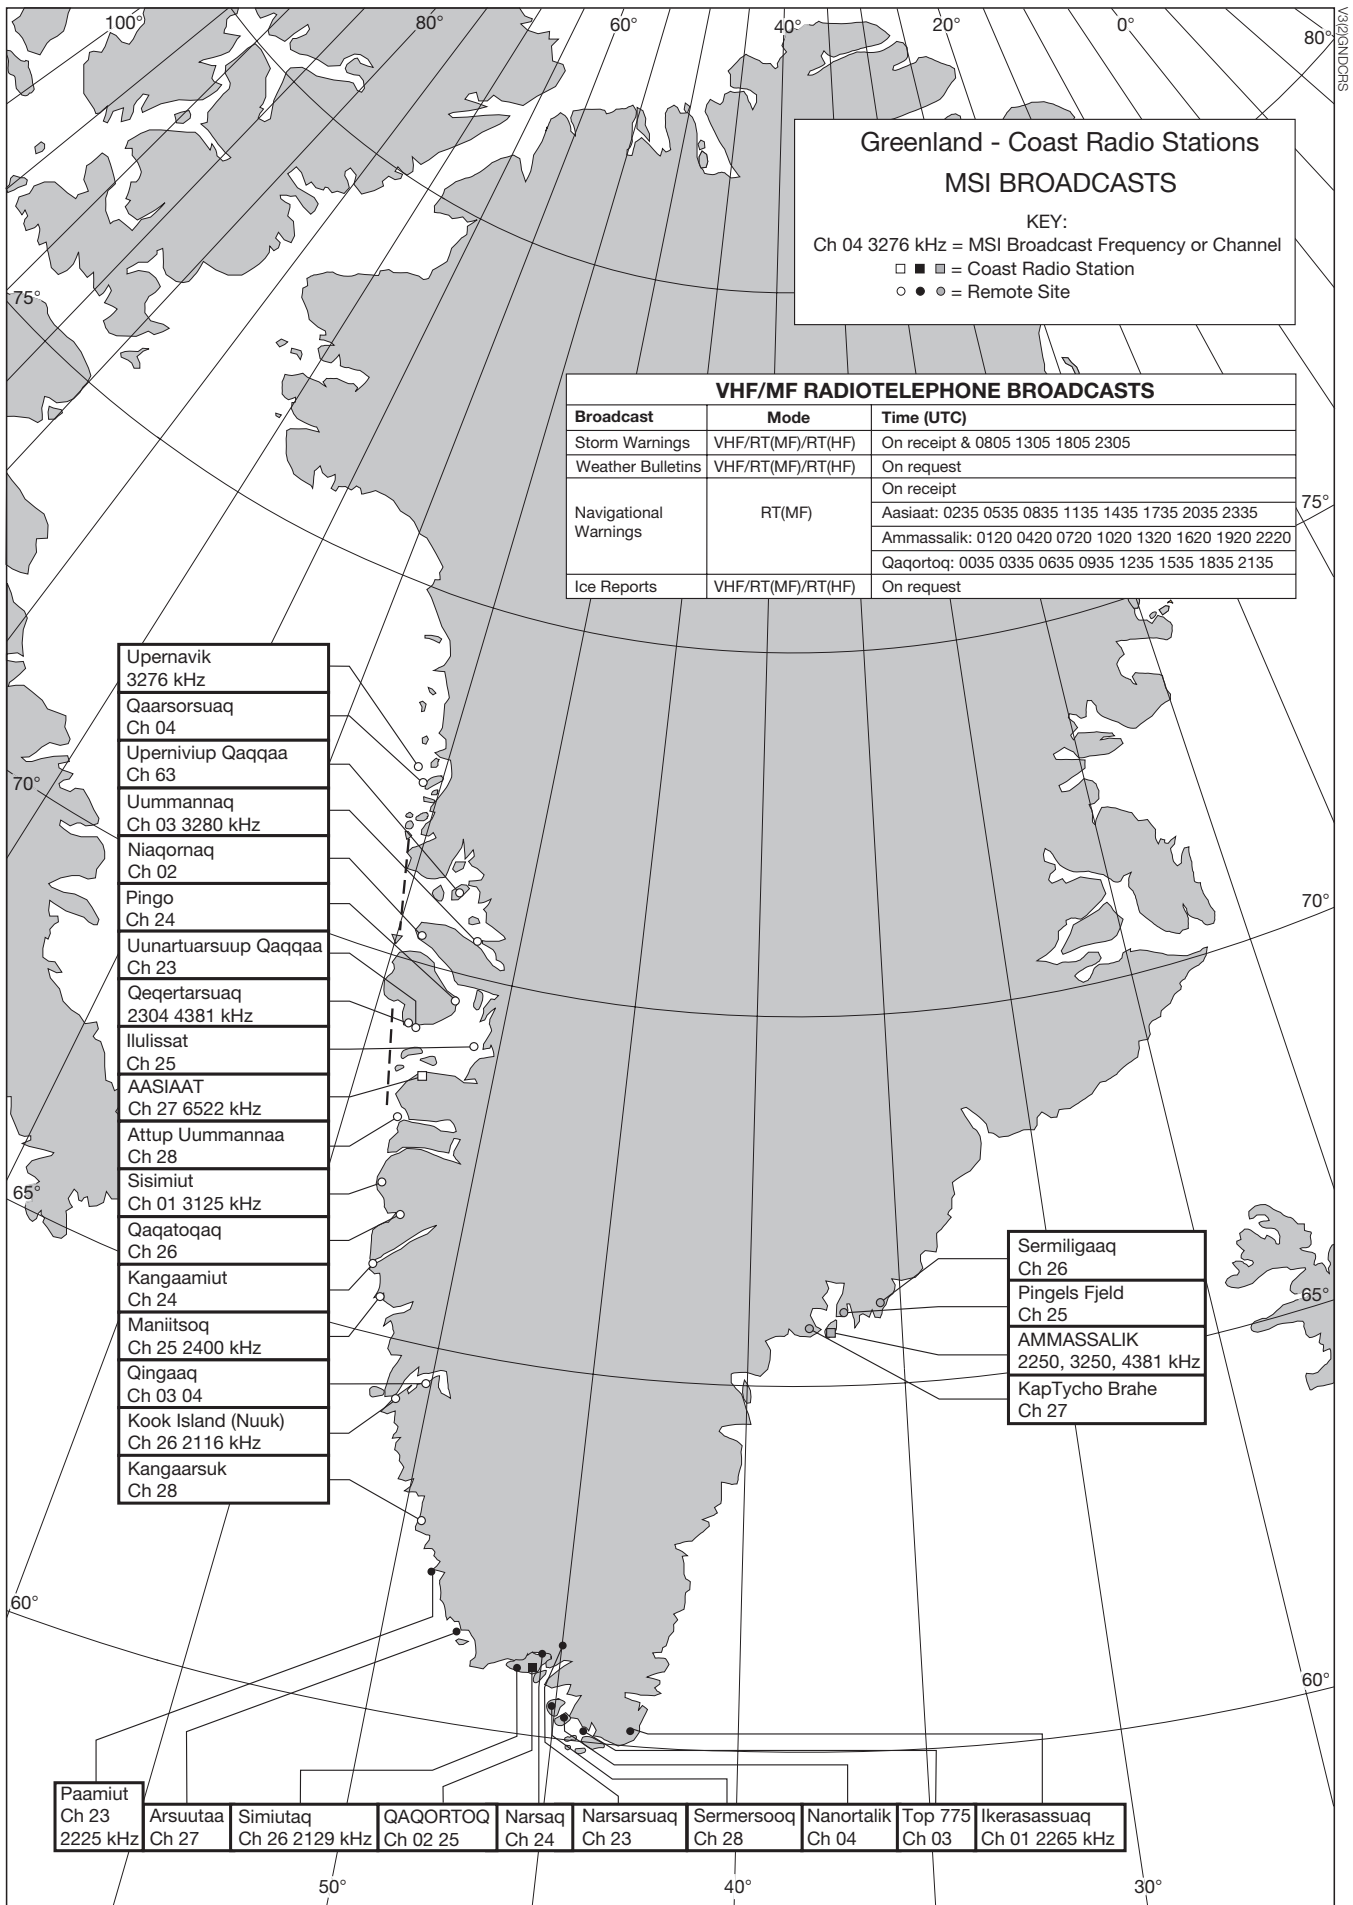 100°
80°
60°
40°
20°
0°
80°
V3(2)GNDCRS
Greenland - Coast Radio Stations
MSI BROADCASTS
KEY:
Ch 04 3276 kHz = MSI Broadcast Frequency or Channel
= Coast Radio Station
= Remote Site
75°
VHF/MF RADIOTELEPHONE BROADCASTS
Broadcast Mode Time (UTC)
Storm Warnings VHF/RT(MF)/RT(HF) On receipt & 0805 1305 1805 2305
Weather Bulletins VHF/RT(MF)/RT(HF) On request
Navigational Warnings RT(MF) On receipt
Aasiaat: 0235 0535 0835 1135 1435 1735 2035 2335
Ammassalik: 0120 0420 0720 1020 1320 1620 1920 2220
Qaqortoq: 0035 0335 0635 0935 1235 1535 1835 2135
Ice Reports VHF/RT(MF)/RT(HF) On request
75°
Upernavik
3276 kHz
Qaarsorsuaq
Ch 04
Uperniviup Qaqqaa
Ch 63
Uummannaq
Ch 03 3280 kHz
Niaqornaq
Ch 02
Pingo
Ch 24
Uunartuarsuup Qaqqaa
Ch 23
Qeqertarsuaq
2304 4381 kHz
Ilulissat
Ch 25
AASIAAT
Ch 27 6522 kHz
Attup Uummannaa
Ch 28
Sisimiut
Ch 01 3125 kHz
Qaqatoqaq
Ch 26
Kangaamiut
Ch 24
Maniitsoq
Ch 25 2400 kHz
Qingaaq
Ch 03 04
Kook Island (Nuuk)
Ch 26 2116 kHz
Kangaarsuk
Ch 28
70°
70°
65°
65°
Sermiligaaq
Ch 26
Pingels Fjeld
Ch 25
AMMASSALIK
2250, 3250, 4381 kHz
KapTycho Brahe
Ch 27
60°
60°
Paamiut
Ch 23
2225 kHz
Arsuutaa
Ch 27
Simiutaq
Ch 26 2129 kHz
QAQORTOQ
Ch 02 25
Narsaq
Ch 24
Narsarsuaq
Ch 23
Sermersooq
Ch 28
Nanortalik
Ch 04
Top 775
Ch 03
Ikerasassuaq
Ch 01 2265 kHz
50°
40°
30°